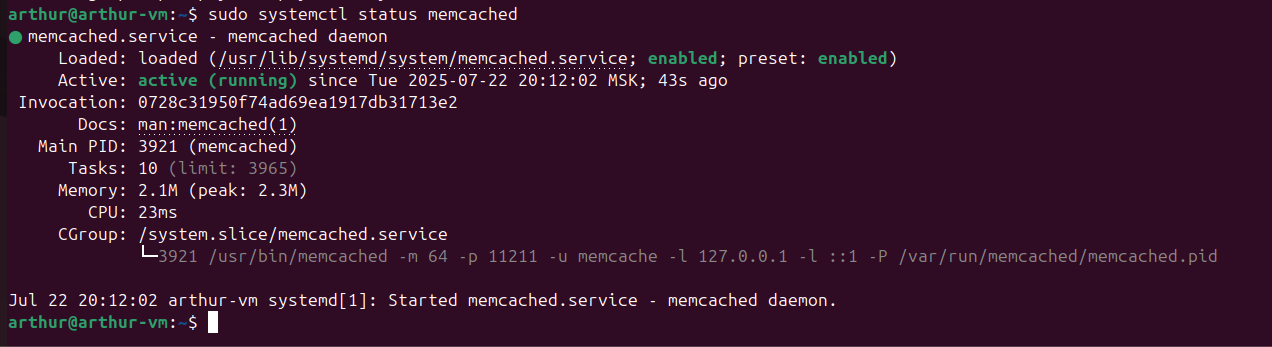 arthur@arthur-vm:~$ sudo systemctl status memcached
● memcached.service - memcached daemon
Loaded: loaded (/usr/lib/systemd/system/memcached.service; enabled; preset: enabled)
Active: active (running) since Tue 2025-07-22 20:12:02 MSK; 43s ago
Invocation: 0728c31950f74ad69ea1917db31713e2
Docs: man:memcached(1)
Main PID: 3921 (memcached)
Tasks: 10 (limit: 3965)
Memory: 2.1M (peak: 2.3M)
CPU: 23ms
CGroup: /system.slice/memcached.service
└─3921 /usr/bin/memcached -m 64 -p 11211 -u memcache -l 127.0.0.1 -l ::1 -P /var/run/memcached/memcached.pid
Jul 22 20:12:02 arthur-vm systemd[1]: Started memcached.service - memcached daemon.
arthur@arthur-vm:~$